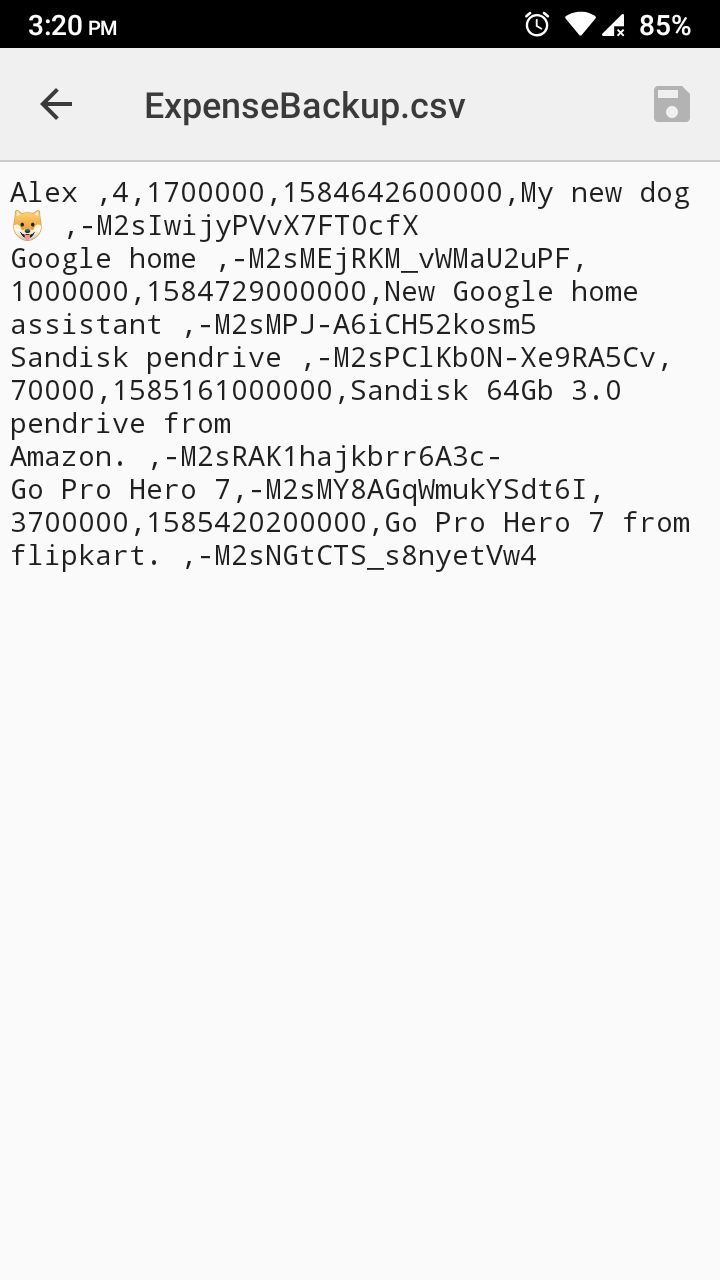 3:20 PM
85%
ExpenseBackup.csv
Alex ,4,1700000,1584642600000,My new dog
🐶 ,-M2sIwijyPVvX7FT0cfX
Google home ,-M2sMEjRKM_vWMaU2uPF,
1000000,1584729000000,New Google home
assistant ,-M2sMPJ-A6iCH52kosm5
Sandisk pendrive ,-M2sPClKb0N-Xe9RA5Cv,
70000,1585161000000,Sandisk 64Gb 3.0
pendrive from
Amazon. ,-M2sRAK1hajkbrr6A3c-
Go Pro Hero 7,-M2sMY8AGqWmukYSdt6I,
3700000,1585420200000,Go Pro Hero 7 from
flipkart. ,-M2sNGtCTS_s8nyetVw4